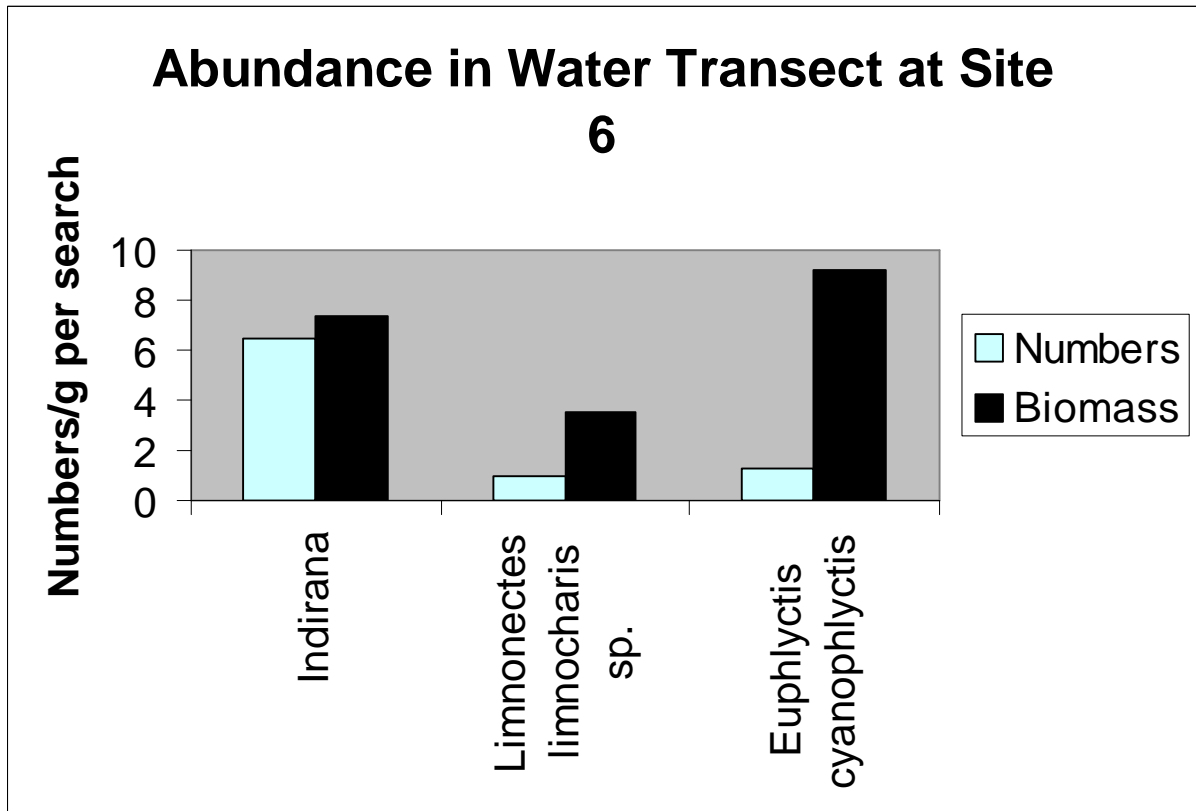 Abundance in Water Transect at Site
6
Numbers/g per search
10
8
6
4
2
0
Indirana
Limnonectes
limnocharis
sp.
Euphlyctis
cyanophlyctis
Numbers
Biomass